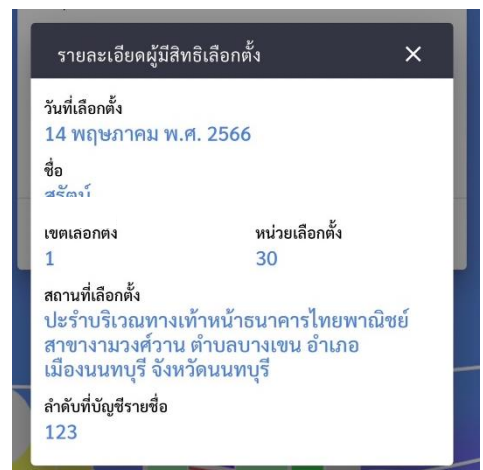 รายละเอียดผู้มีสิทธิเลือกตั้ง
วันที่เลือกตั้ง
14 พฤษภาคม พ.ศ. 2566
ชื่อ
สุรัตน์
เขตเลอกตง
หน่วยเลือกตั้ง
1
30
สถานที่เลือกตั้ง
ปะรำบริเวณทางเท้าหน้าธนาคารไทยพาณิชย์
สาขางามวงศ์วาน ตำบลบางเขน อำเภอ
เมืองนนทบุรี จังหวัดนนทบุรี
ลำดับที่บัญชีรายชื่อ
123